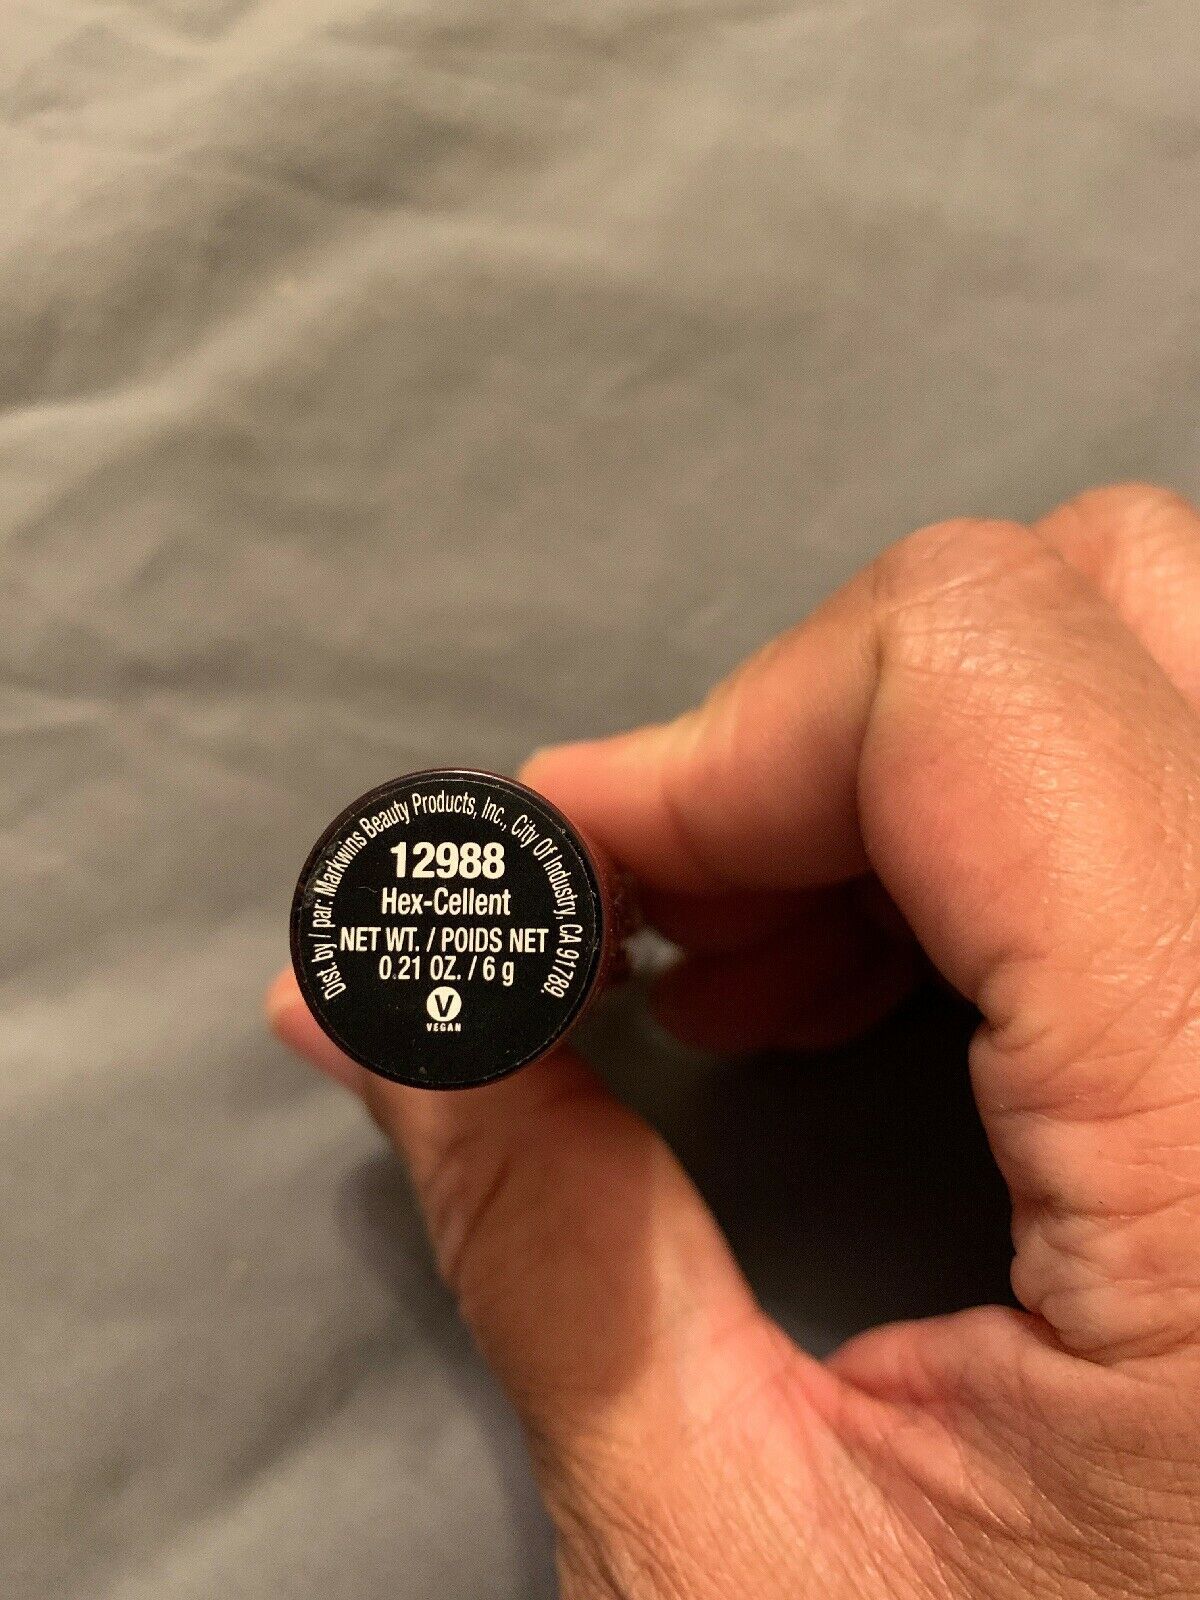 Dist. by / par: Markwins Beauty Products, Inc., City Of Industry, CA 91789.
12988
Hex-Cellent
NET WT. / POIDS NET
0.21 OZ. / 6 g
V
VEGAN